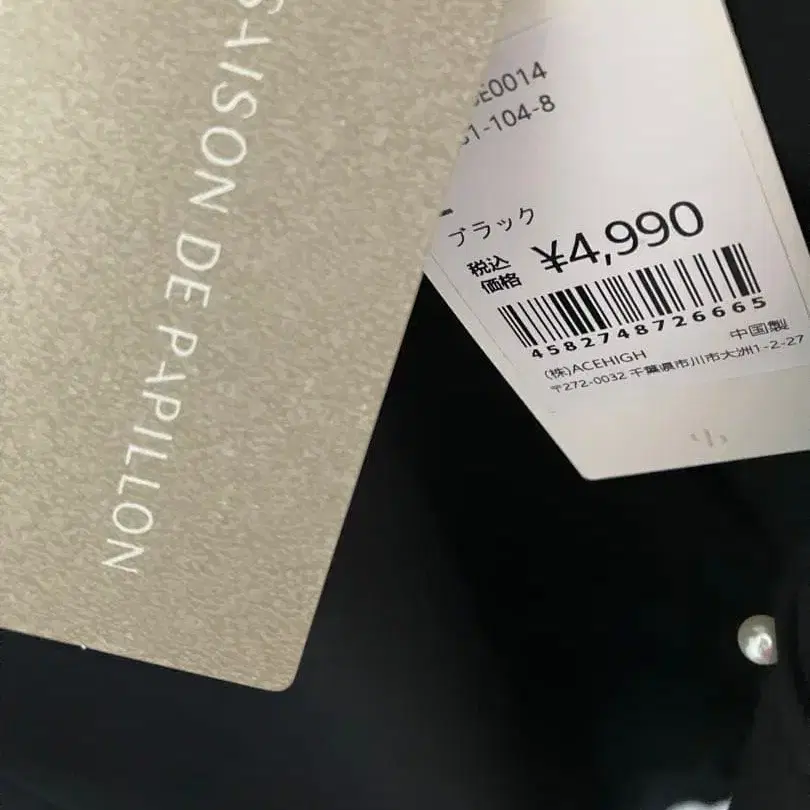 SAISON DE PAPILLON
E0014
1-104-8
ブラック
税込
価格
¥4,990
4582748726665
(株)ACEHIGH 中国製
〒272-0032 千葉県市川市大洲1-2-27